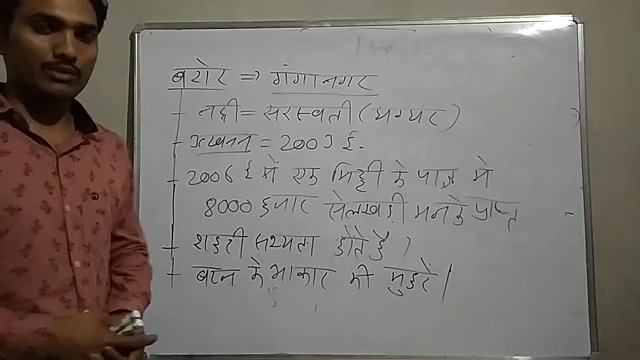 बरोर => गंगानगर
- नदी = सरस्वती (घग्घर)
- उत्खनन = 2003 ई.
- 2006 ई में एक मिट्टी के पात्र मे
8000 हजार सेलखड़ी मनके प्राप्त
- शहरी सभ्यता होते है।
- बटन के आकार की मुहरें।